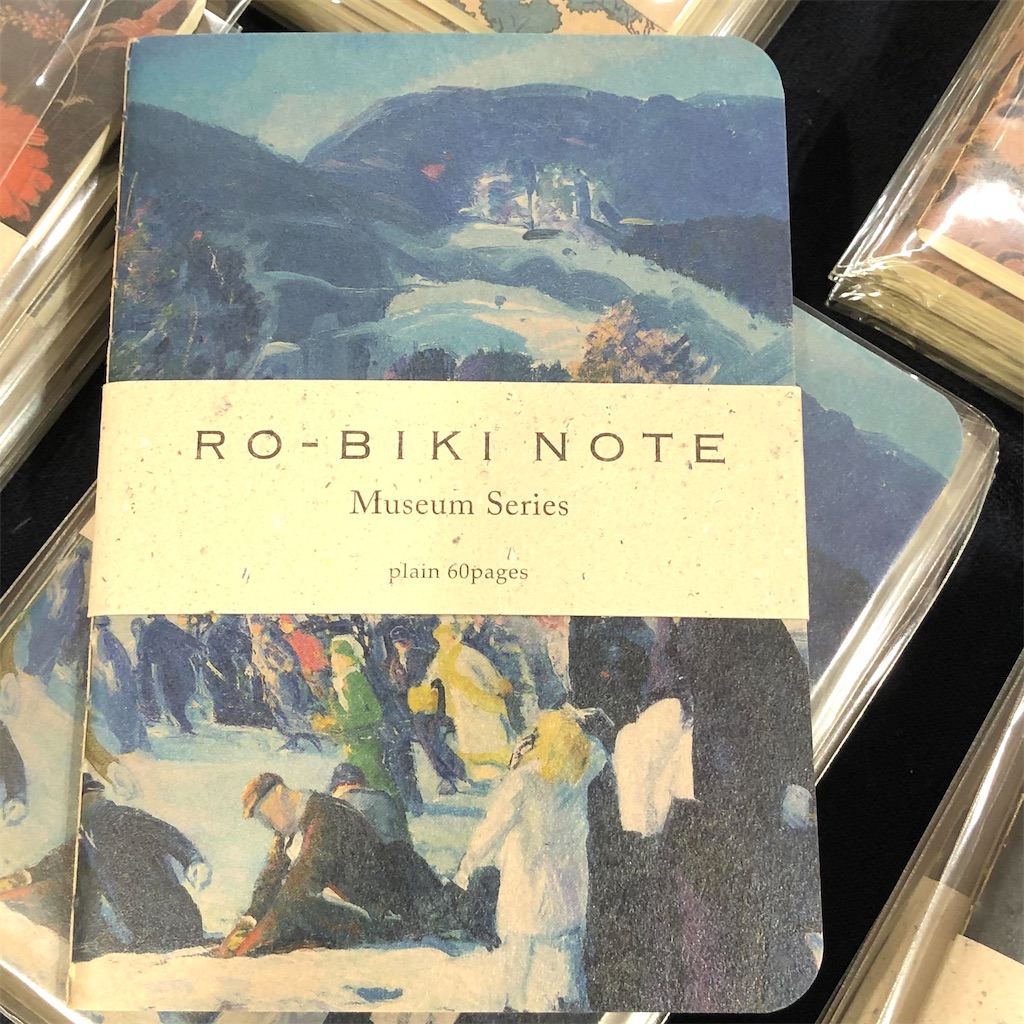 RO-BIKI NOTE
Museum Series
plain 60pages